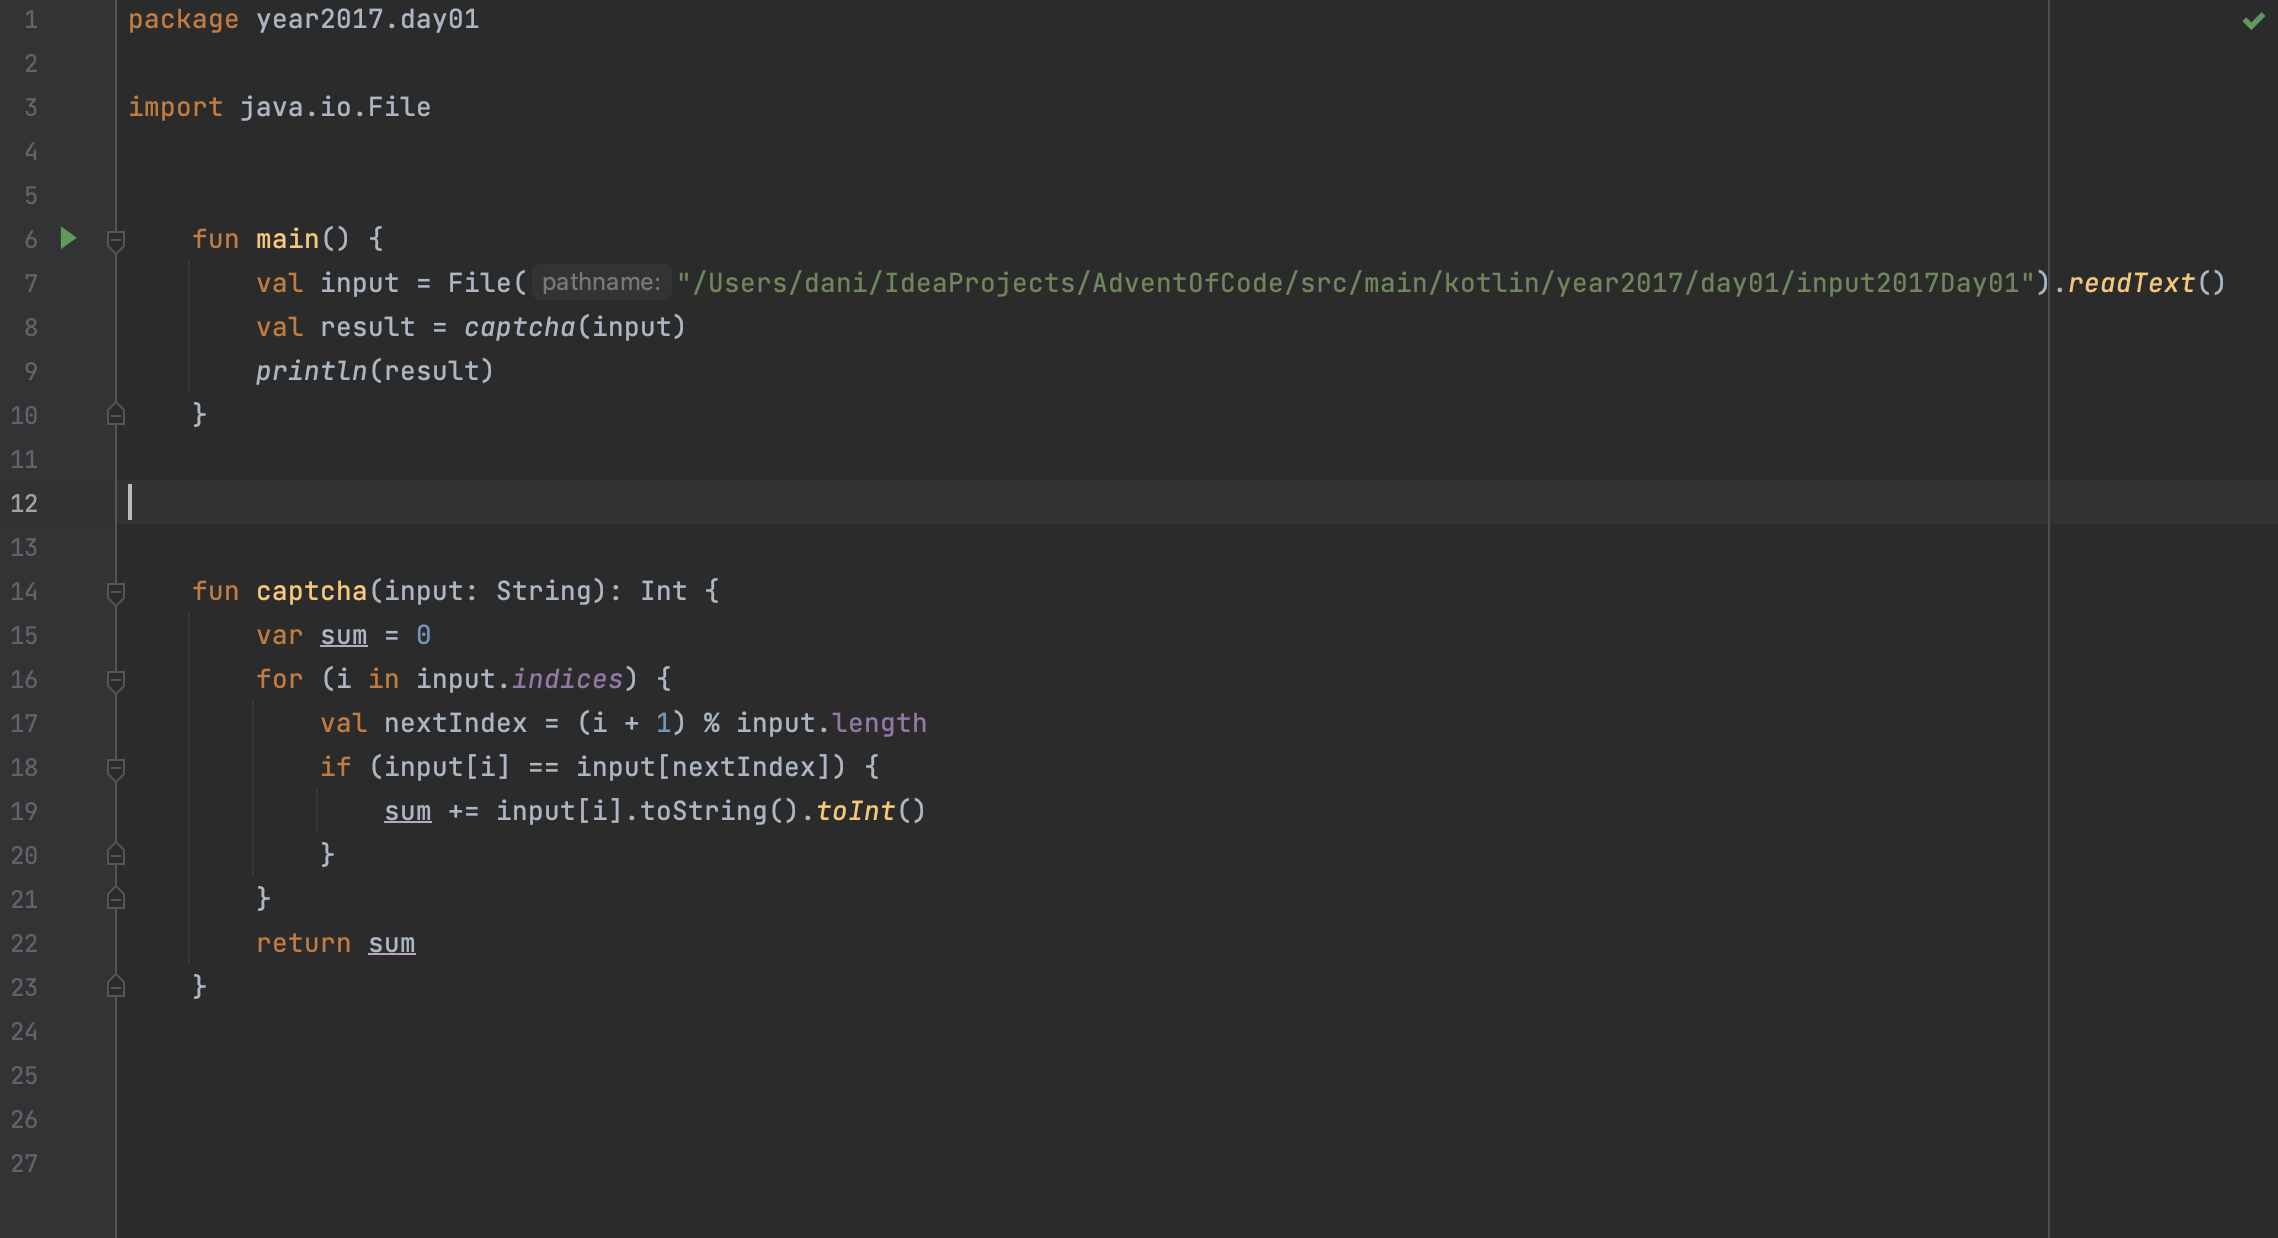 1 package year2017.day01
2
3 import java.io.File
4
5
6 fun main() {
7 val input = File( pathname: "/Users/dani/IdeaProjects/AdventOfCode/src/main/kotlin/year2017/day01/input2017Day01").readText()
8 val result = captcha(input)
9 println(result)
10 }
11
12
13
14 fun captcha(input: String): Int {
15 var sum = 0
16 for (i in input.indices) {
17 val nextIndex = (i + 1) % input.length
18 if (input[i] == input[nextIndex]) {
19 sum += input[i].toString().toInt()
20 }
21 }
22 return sum
23 }
24
25
26
27